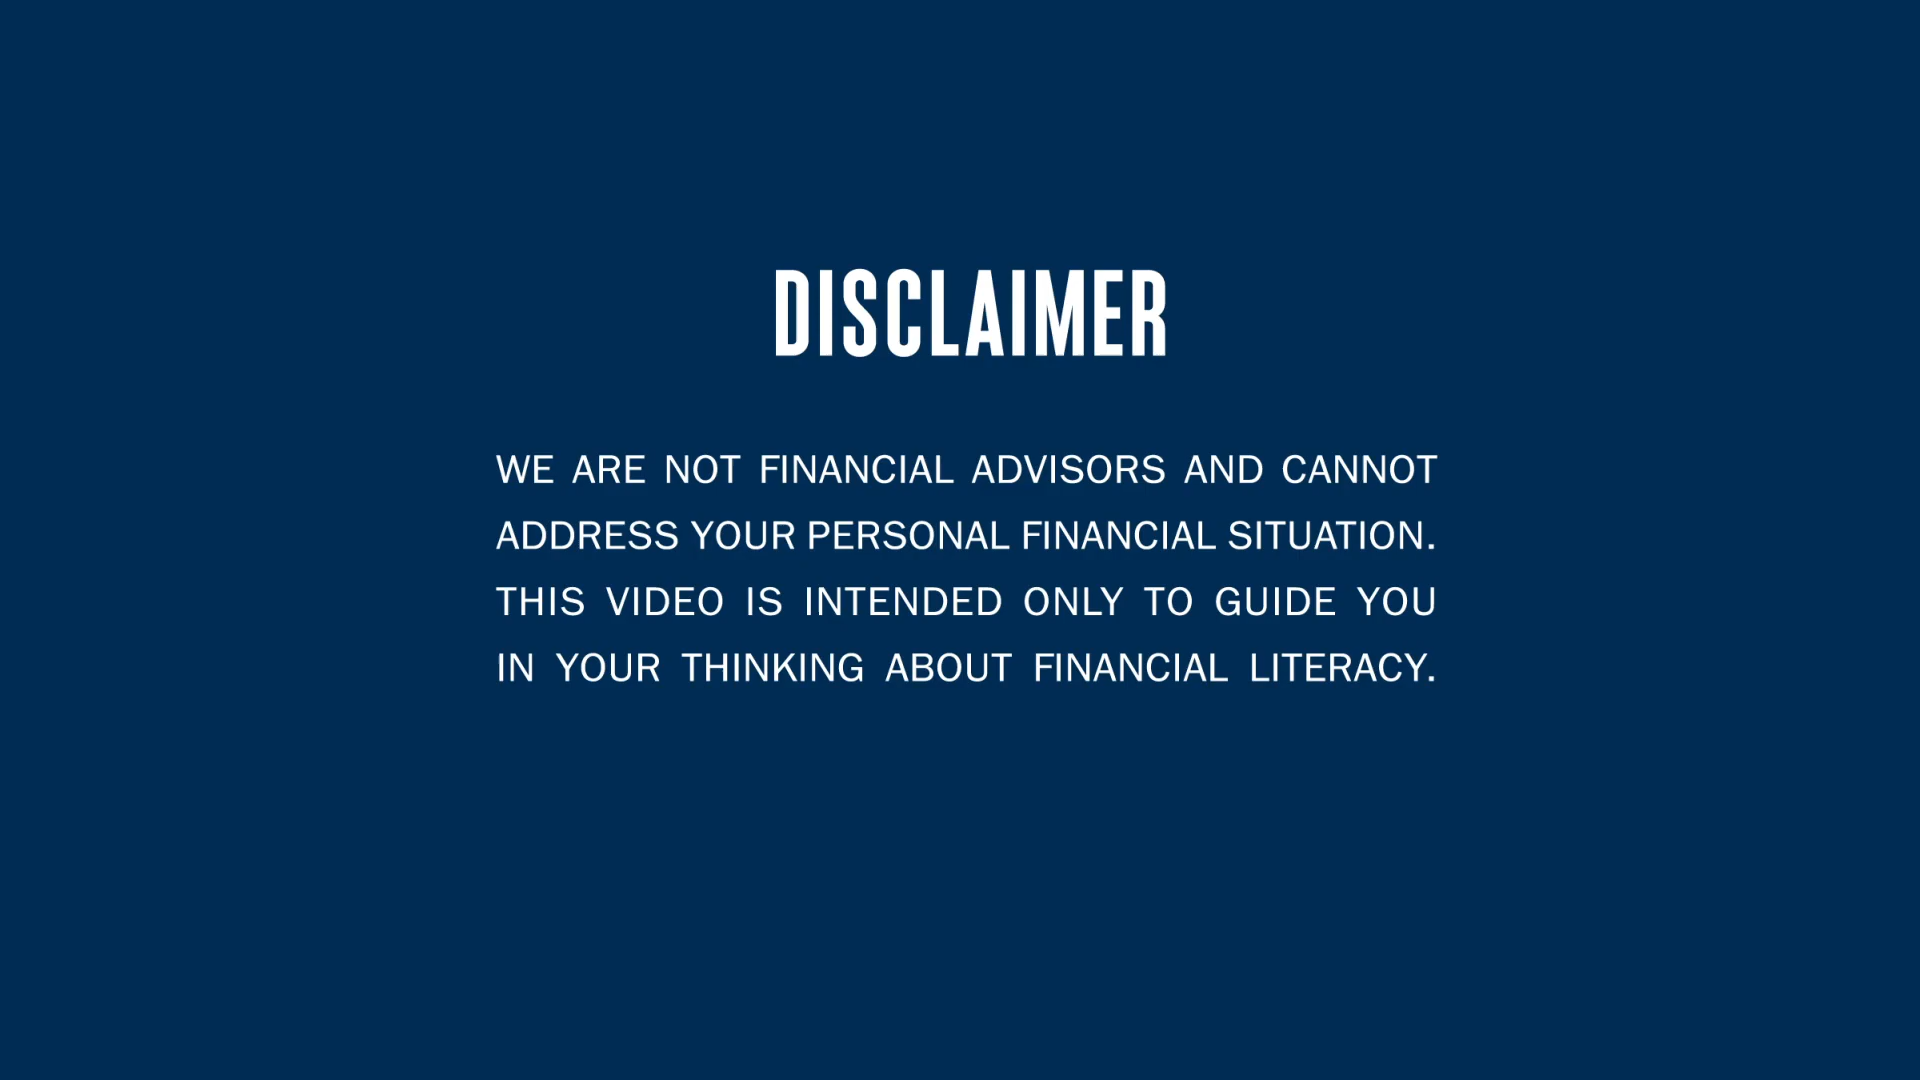 DISCLAIMER
WE ARE NOT FINANCIAL ADVISORS AND CANNOT
ADDRESS YOUR PERSONAL FINANCIAL SITUATION.
THIS VIDEO IS INTENDED ONLY TO GUIDE YOU
IN YOUR THINKING ABOUT FINANCIAL LITERACY.